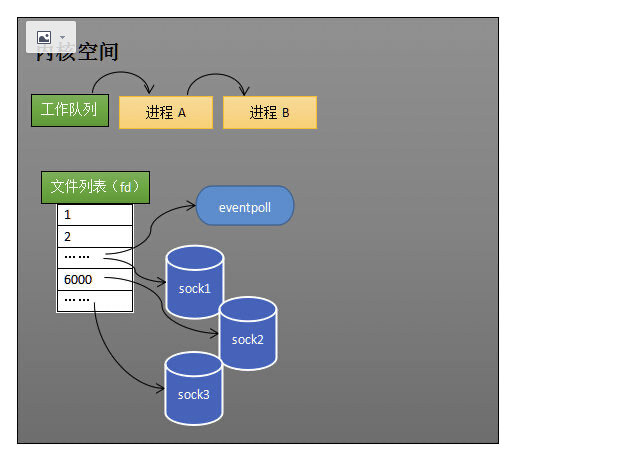 内核空间
工作队列
进程 A
进程 B
文件列表（fd）
1
2
……
6000
……
eventpoll
sock1
sock2
sock3